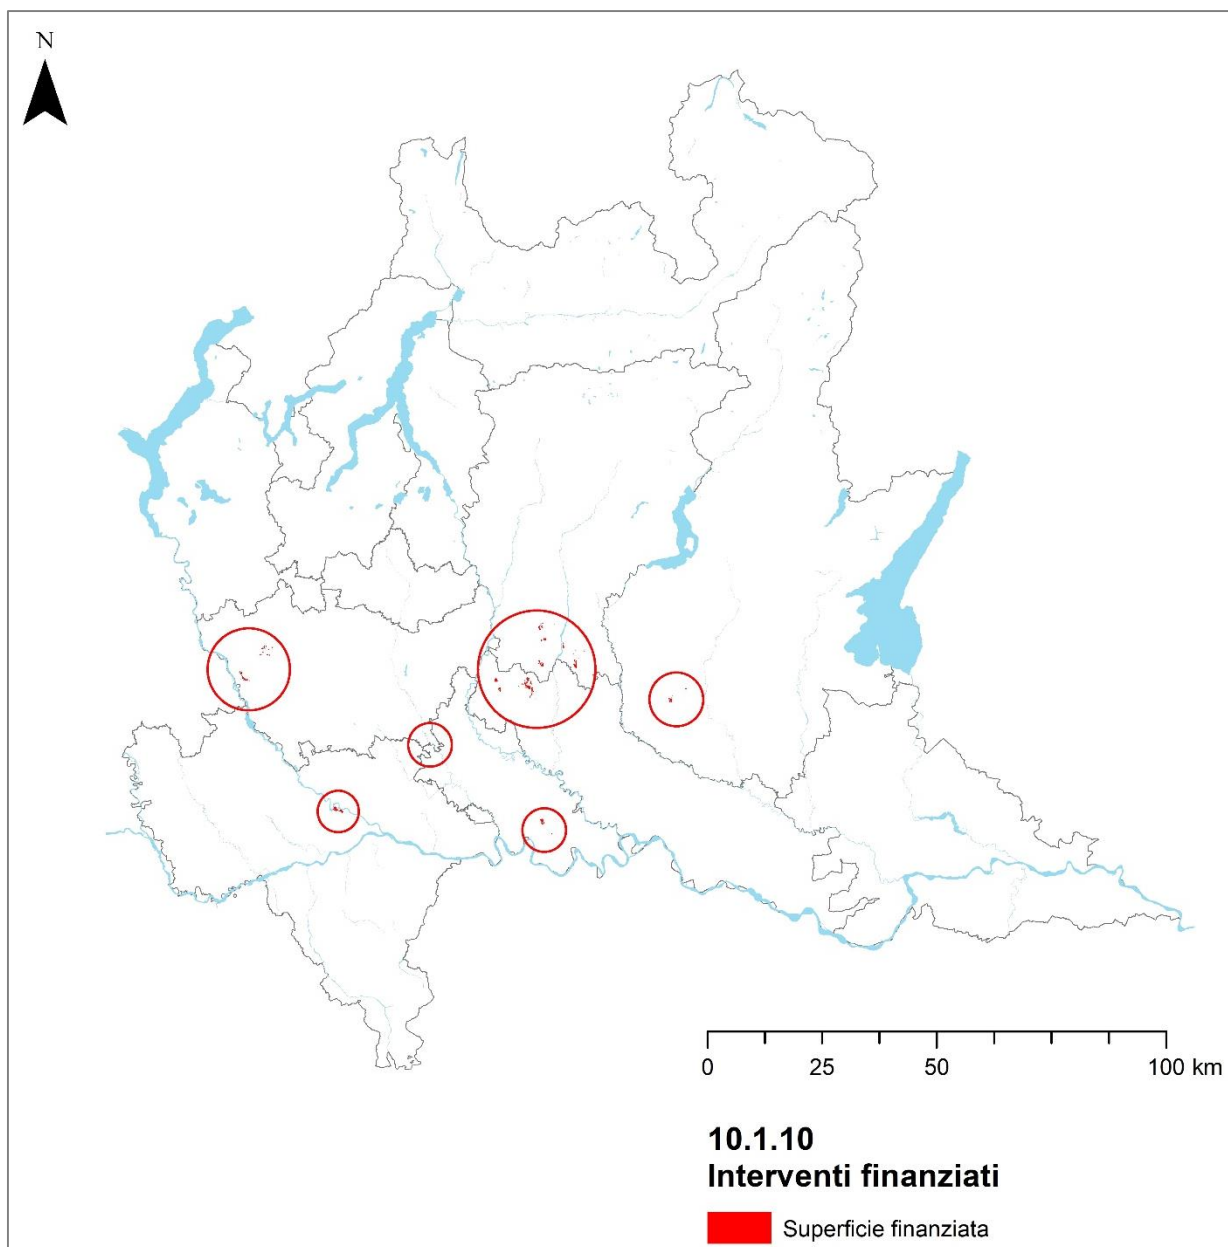 N
0 25 50 100 km
10.1.10
Interventi finanziati
Superficie finanziata